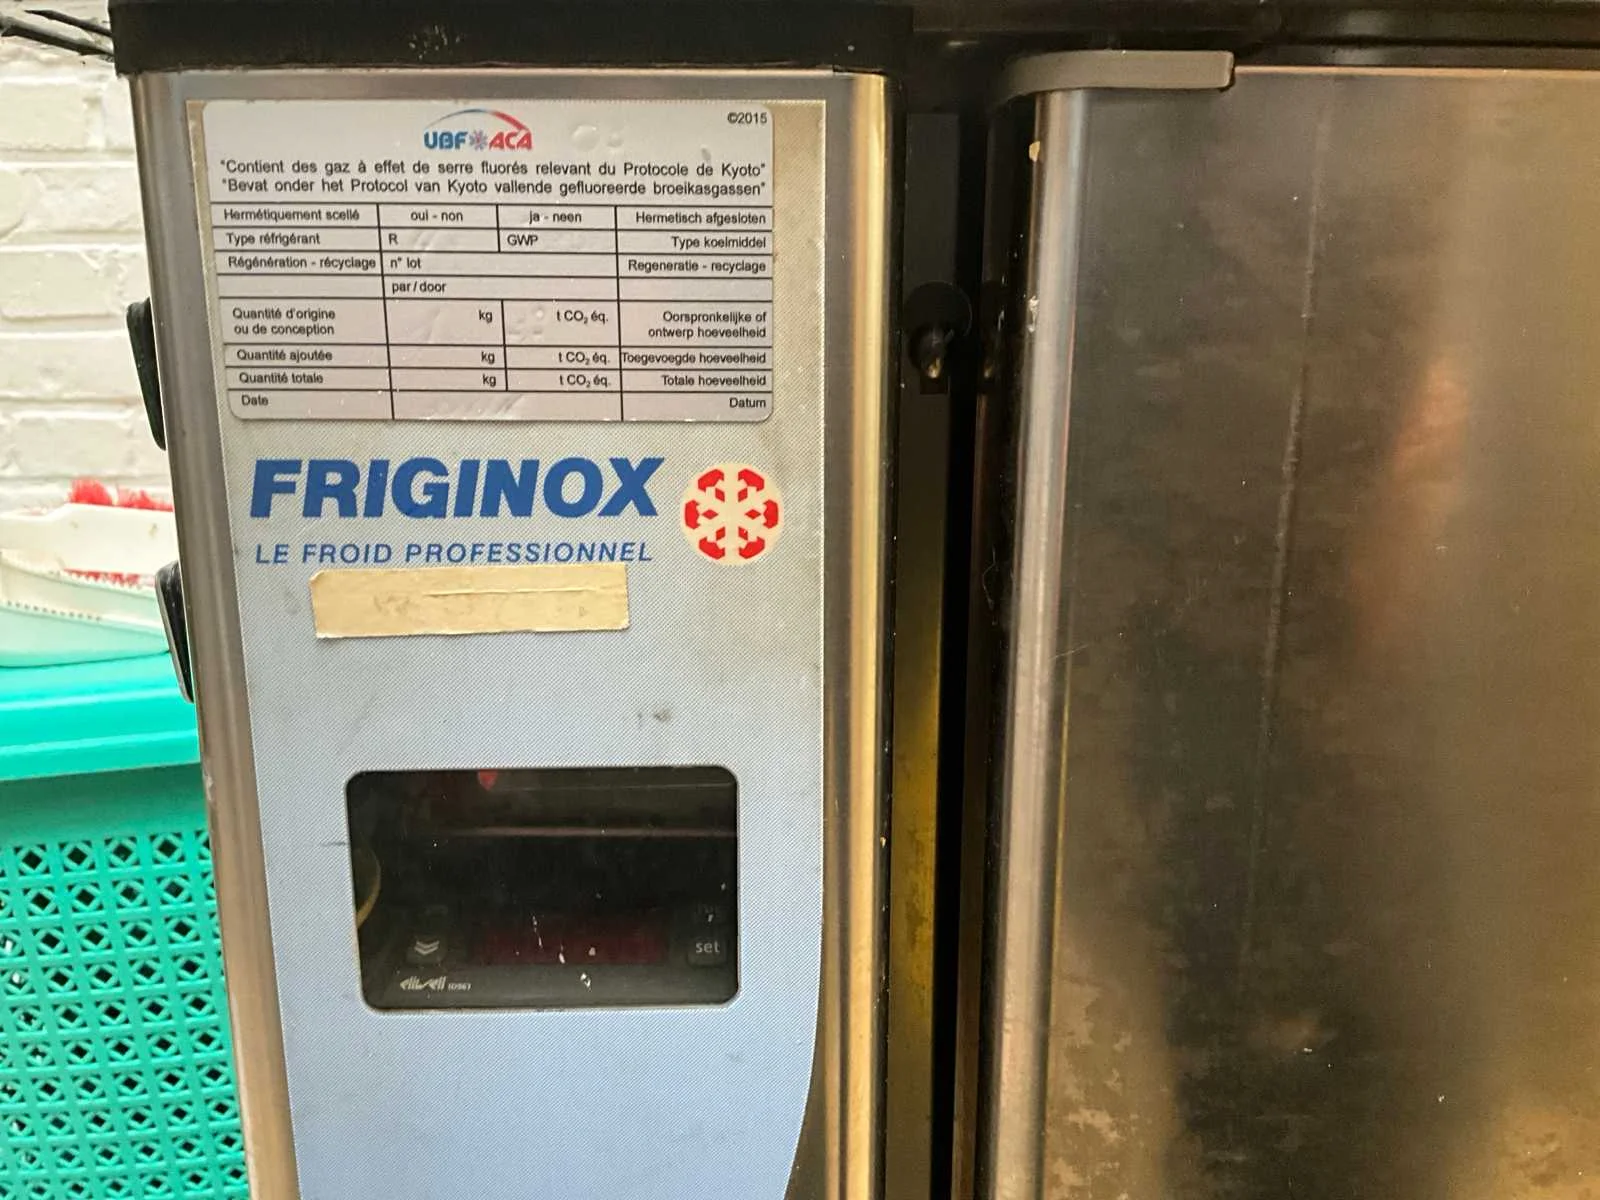 ©2015
UBF ACA
"Contient des gaz à effet de serre fluorés relevant du Protocole de Kyoto"
"Bevat onder het Protocol van Kyoto vallende gefluoreerde broeikasgassen"
Hermétiquement scellé oui - non ja - neen Hermetisch afgesloten
Type réfrigérant R GWP Type koelmiddel
Régénération - récyclage n° lot Regeneratie - recyclage
par / door
Quantité d'origine ou de conception kg t CO₂ éq. Oorspronkelijke of ontwerp hoeveelheid
Quantité ajoutée kg t CO₂ éq. Toegevoegde hoeveelheid
Quantité totale kg t CO₂ éq. Totale hoeveelheid
Date Datum
FRIGINOX
LE FROID PROFESSIONNEL
set
eliwell